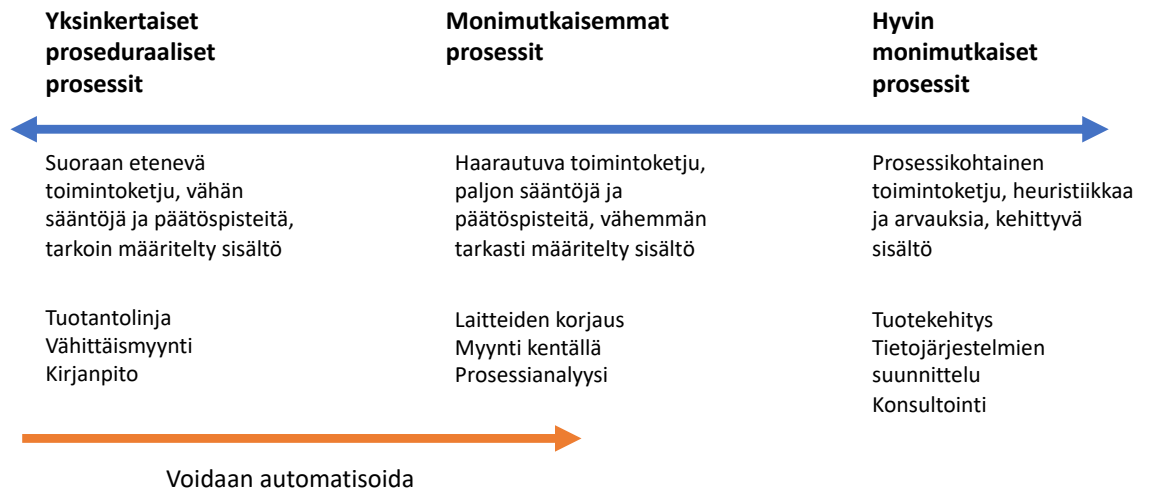 Yksinkertaiset
proseduraaliset
prosessit
Monimutkaisemmat
prosessit
Hyvin
monimutkaiset
prosessit
Suoraan etenevä
toimintoketju, vähän
sääntöjä ja päätöspisteitä,
tarkoin määritelty sisältö
Haarautuva toimintoketju,
paljon sääntöjä ja
päätöspisteitä, vähemmän
tarkasti määritelty sisältö
Prosessikohtainen
toimintoketju, heuristiikkaa
ja arvauksia, kehittyvä
sisältö
Tuotantolinja
Vähittäismyynti
Kirjanpito
Laitteiden korjaus
Myynti kentällä
Prosessianalyysi
Tuotekehitys
Tietojärjestelmien
suunnittelu
Konsultointi
Voidaan automatisoida